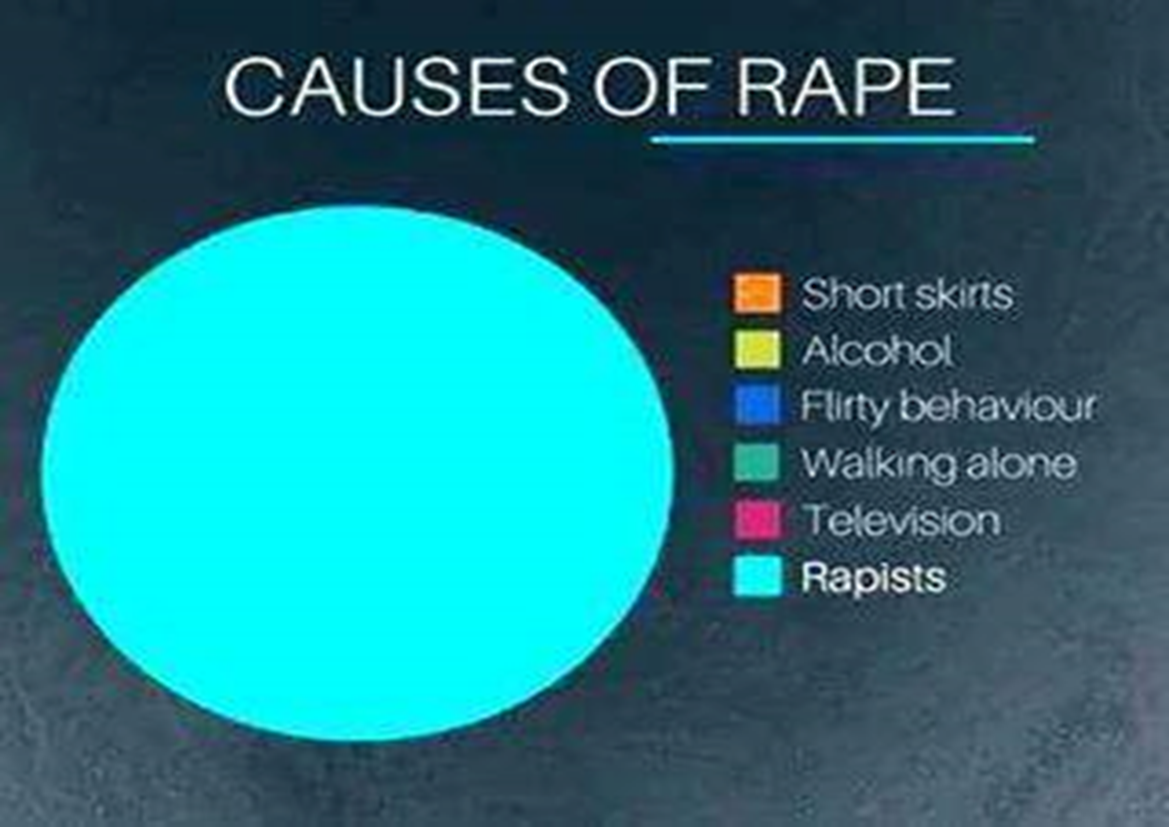 CAUSES OF RAPE
Short skirts
Alcohol
Flirty behaviour
Walking alone
Television
Rapists